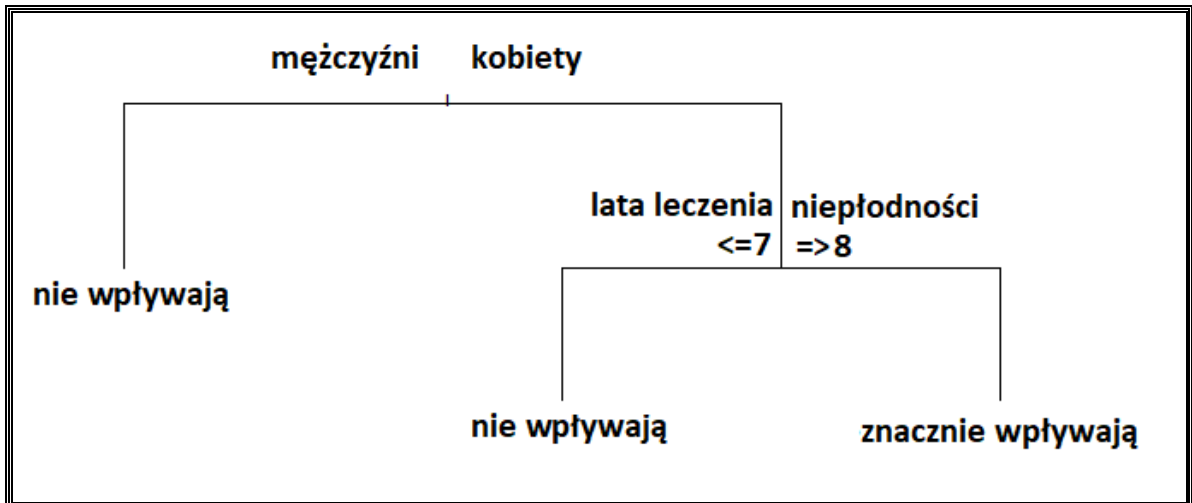 mężczyźni kobiety
lata leczenia niepłodności
<=7 =>8
nie wpływają
nie wpływają
znacznie wpływają